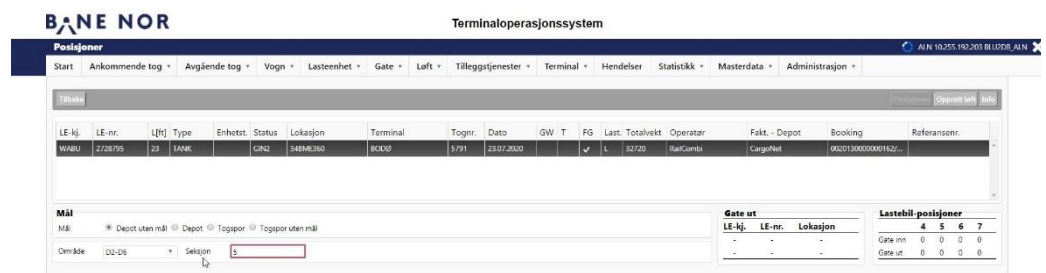 BANE NOR
Terminaloperasjonssystem
Posisjoner ALN 10.255.192.203 BLU2DB_ALN
Start Ankommende tog Avgående tog Vogn Lasteenhet Gate Løft Tilleggstjenester Terminal Hendelser Statistikk Masterdata Administrasjon
Tilbake Posisjoner Opprett løft Info
LE-kj. LE-nr. L[ft] Type Enhetst. Status Lokasjon Terminal Tognr. Dato GW T FG Last. Totalvekt Operatør Fakt. - Depot Booking Referansenr.
WABU 2728795 23 TANK GIN2 34BME360 BODØ 5791 23.07.2020 L 32720 RailCombi CargoNet 0020130000000162/...
Mål Gate ut Lastebil-posisjoner
Mål Depot uten mål Depot Togspor Togspor uten mål LE-kj. LE-nr. Lokasjon 4 5 6 7
- - - Gate inn 0 0 0 0
Område D2-D6 Seksjon 5 - - - Gate ut 0 0 0 0